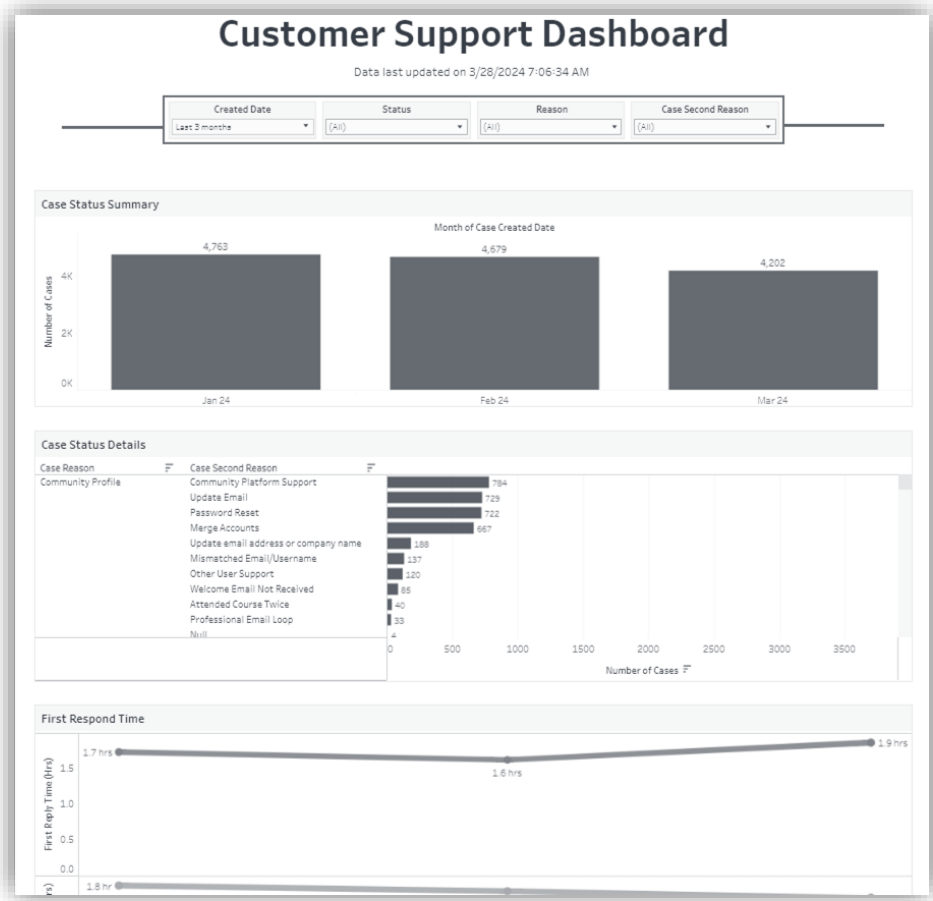 Customer Support Dashboard
Data last updated on 3/28/2024 7:06:34 AM
Created Date Status Reason Case Second Reason
Last 3 months (All) (All) (All)
Case Status Summary
Month of Case Created Date
4,763 4,679 4,202
Number of Cases
4K
2K
0K
Jan 24 Feb 24 Mar 24
Case Status Details
Case Reason Case Second Reason
Community Profile Community Platform Support 784
Update Email 729
Password Reset 722
Merge Accounts 667
Update email address or company name 188
Mismatched Email/Username 137
Other User Support 120
Welcome Email Not Received 85
Attended Course Twice 40
Professional Email Loop 33
Null 4
0 500 1000 1500 2000 2500 3000 3500
Number of Cases
First Respond Time
First Reply Time (Hrs)
1.7 hrs 1.6 hrs 1.9 hrs
1.5
1.0
0.5
0.0
rs)
1.8 hr